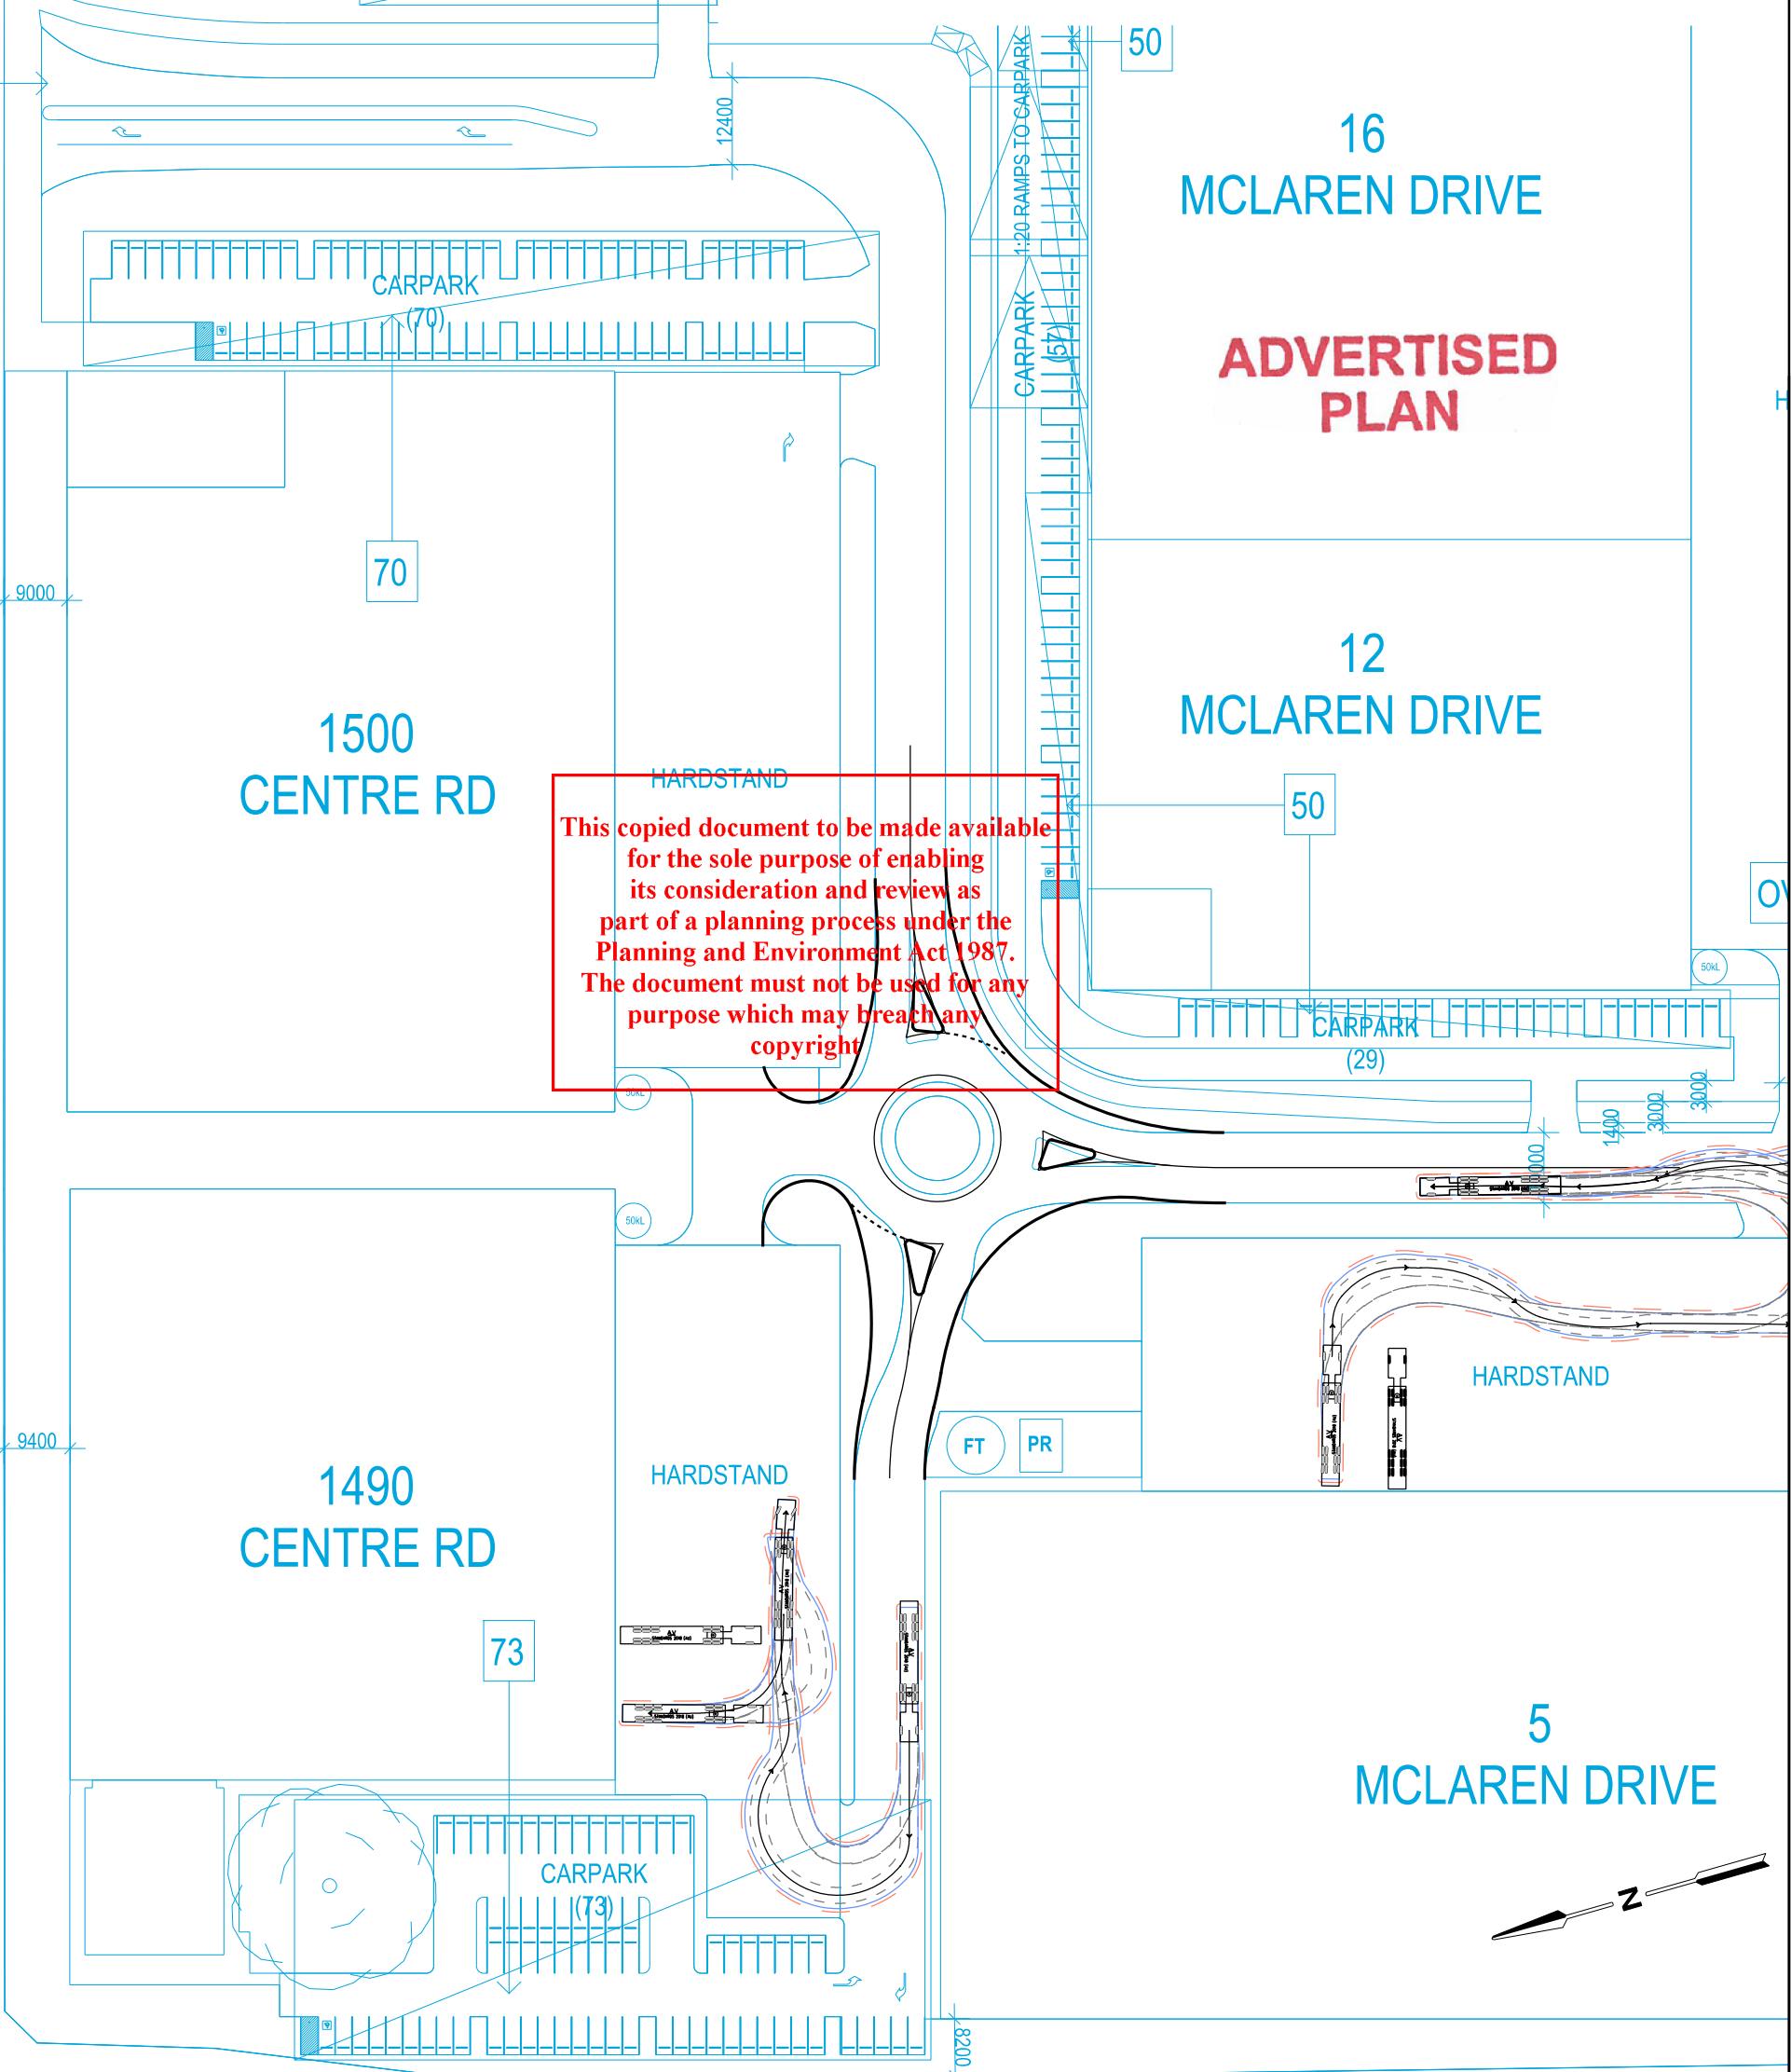 50
16
MCLAREN DRIVE
12400
1:20 RAMPS TO CARPARK
CARPARK
(70)
CARPARK
(57)
ADVERTISED
PLAN
H
70
9000
12
MCLAREN DRIVE
1500
CENTRE RD
HARDSTAND
50
This copied document to be made available
for the sole purpose of enabling
its consideration and review as
part of a planning process under the
Planning and Environment Act 1987.
The document must not be used for any
purpose which may breach any
copyright
OV
50kL
CARPARK
(29)
50kL
3000
3000
1400
000
50kL
HARDSTAND
9400
FT
PR
HARDSTAND
1490
CENTRE RD
73
5
MCLAREN DRIVE
CARPARK
(73)
N
8200